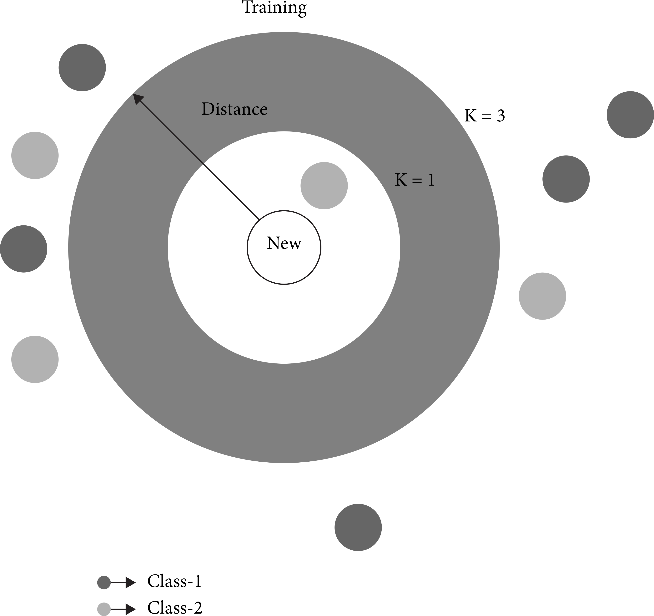 Training
Distance
K = 3
K = 1
New
Class-1
Class-2